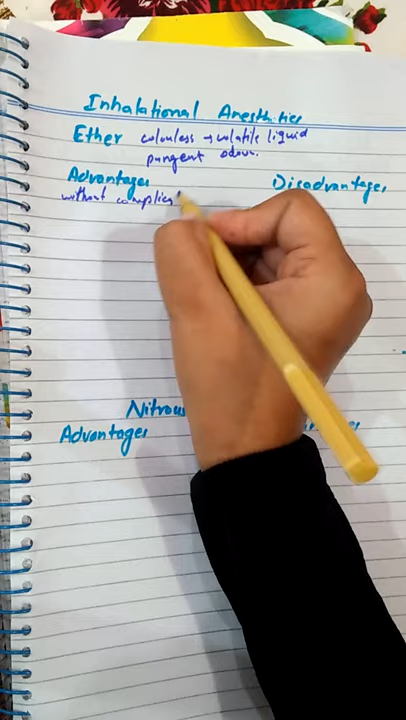 Inhalational Anesthetics
Ether colourless → volatile liquid
pungent odour.
Advantages Disadvantages
without complica
Nitrous
Advantages